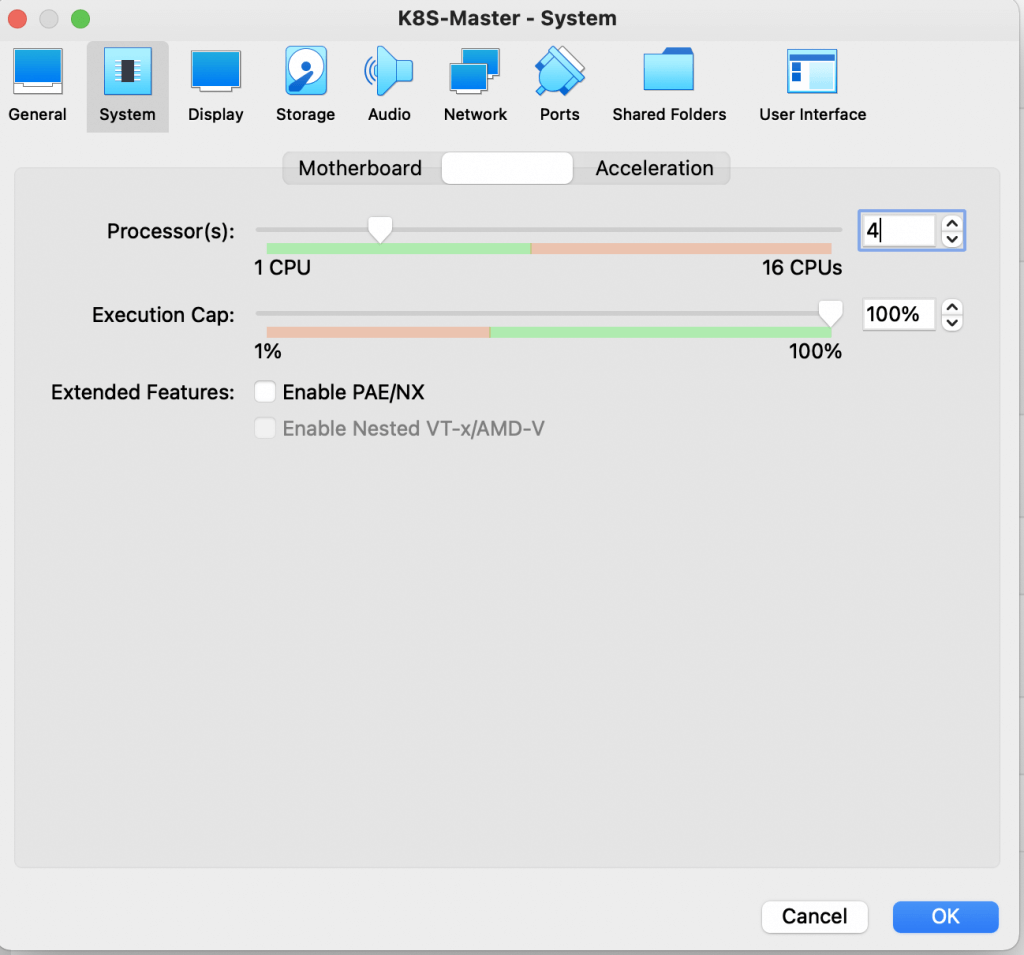 K8S-Master - System
General System Display Storage Audio Network Ports Shared Folders User Interface
Motherboard Acceleration
Processor(s): 4
1 CPU 16 CPUs
Execution Cap: 100%
1% 100%
Extended Features: Enable PAE/NX
Enable Nested VT-x/AMD-V
Cancel OK